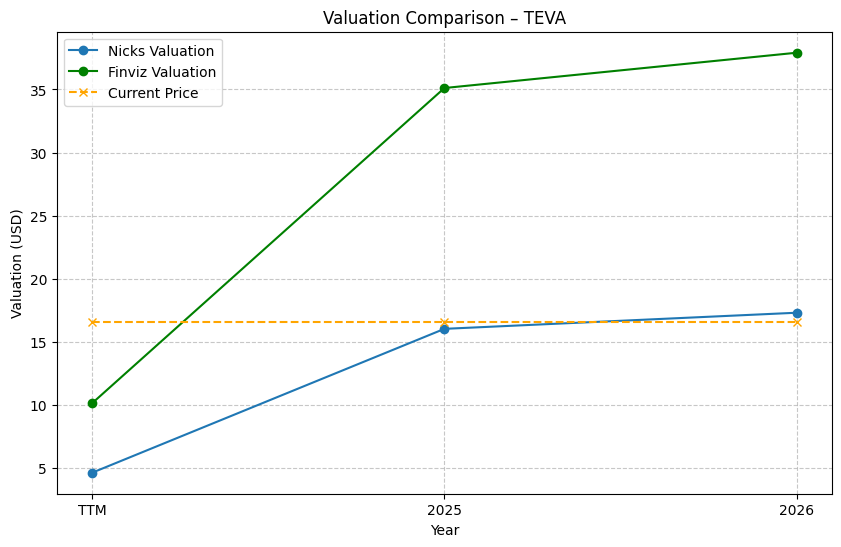 Valuation Comparison – TEVA
Nicks Valuation
Finviz Valuation
Current Price
Valuation (USD)
35
30
25
20
15
10
5
TTM
2025
2026
Year